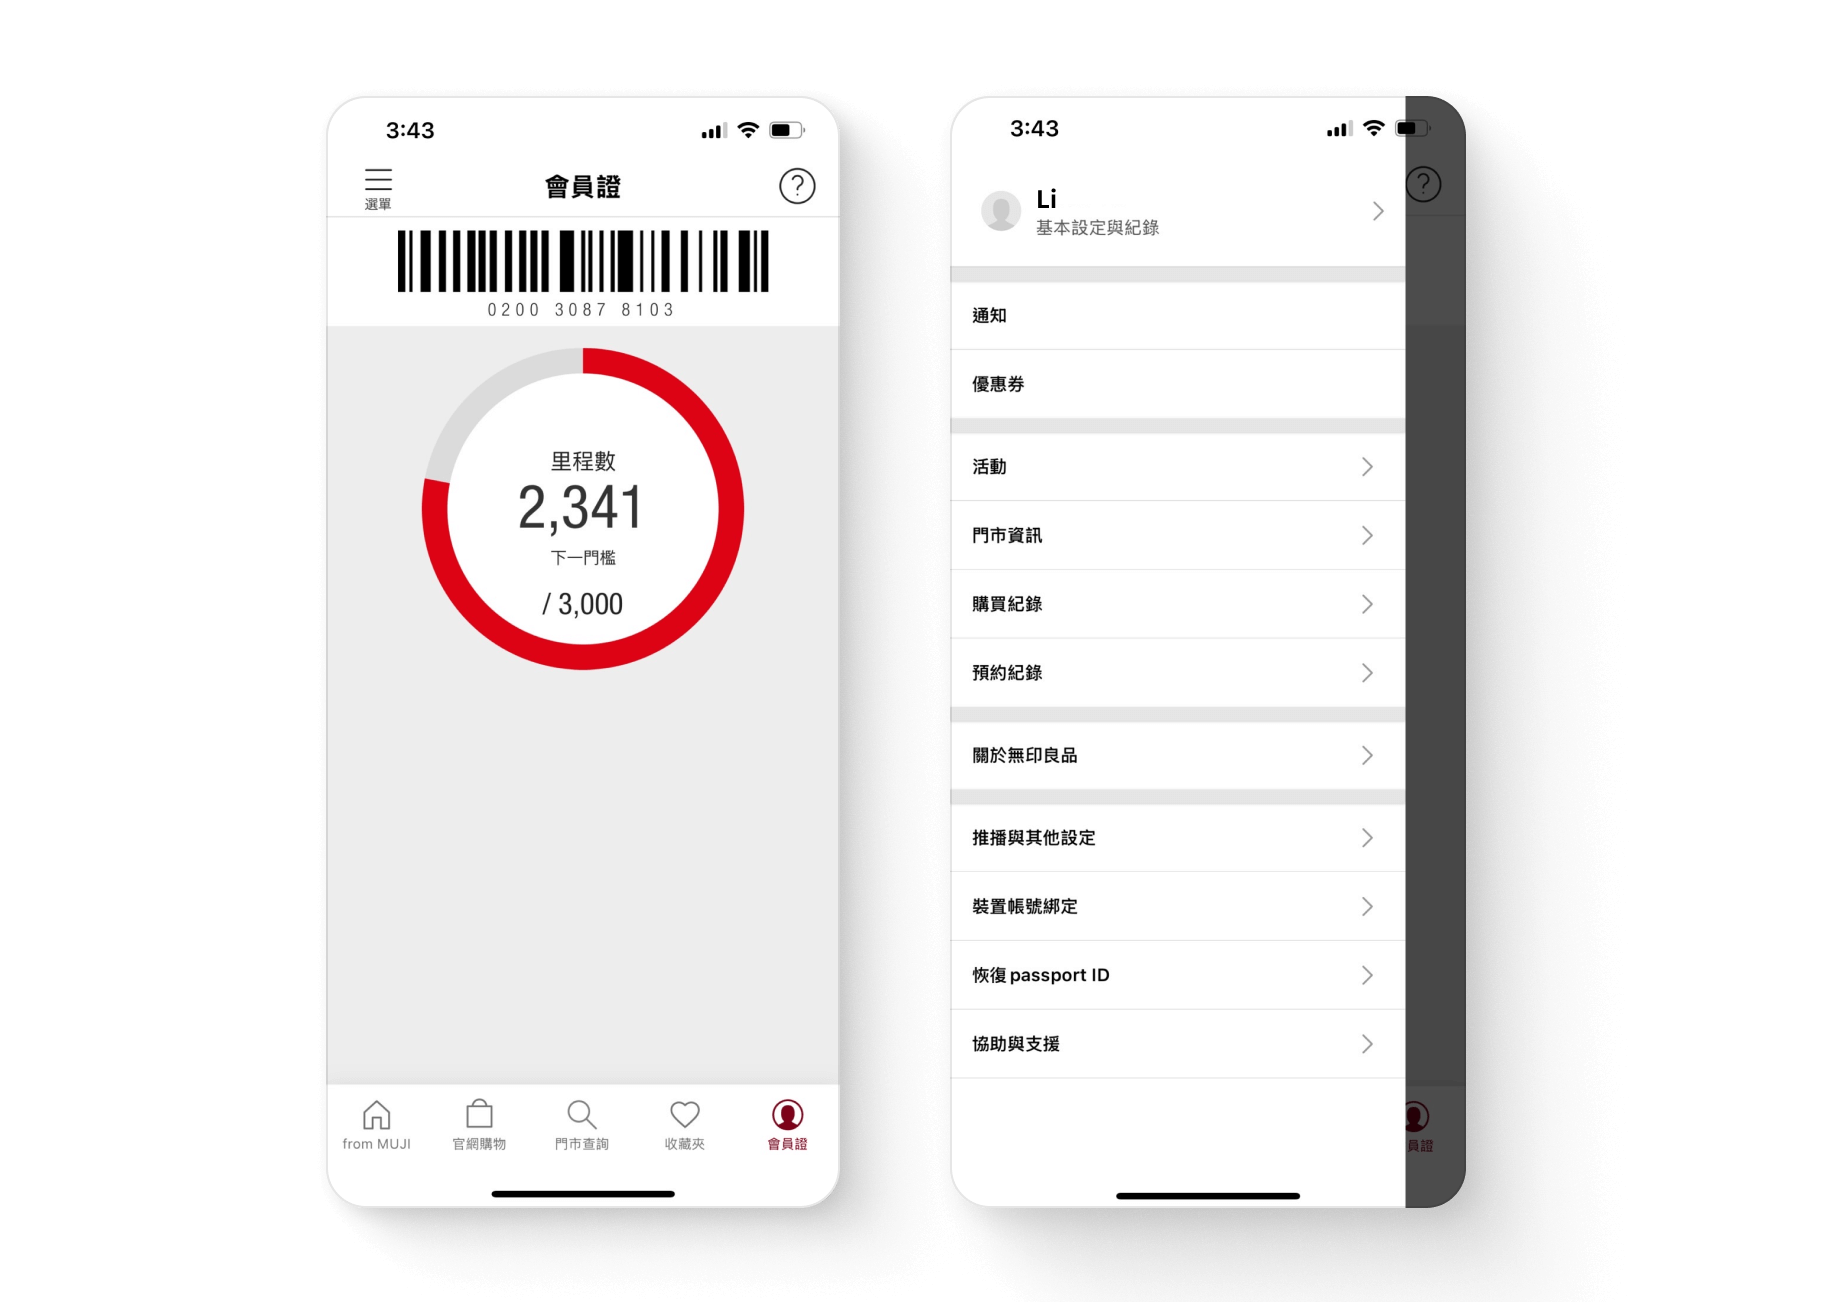 3:43
會員證
選單
0200 3087 8103
里程數
2,341
下一門檻
/ 3,000
from MUJI
官網購物
門市查詢
收藏夾
會員證
3:43
Li
基本設定與紀錄
通知
優惠券
活動
門市資訊
購買紀錄
預約紀錄
關於無印良品
推播與其他設定
裝置帳號綁定
恢復 passport ID
協助與支援
員證